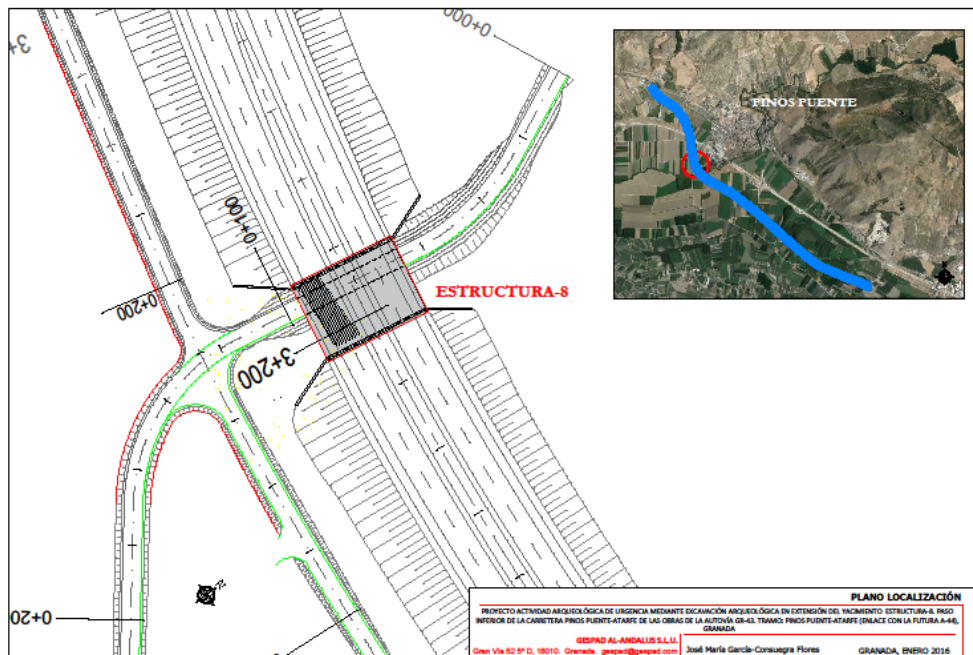 3+
0+000
PINOS PUENTE
0+100
0+200
ESTRUCTURA-8
3+200
0+20
PLANO LOCALIZACIÓN
PROYECTO ACTIVIDAD ARQUEOLÓGICA DE URGENCIA MEDIANTE EXCAVACIÓN ARQUEOLÓGICA EN EXTENSIÓN DEL YACIMIENTO ESTRUCTURA-8. PASO
INFERIOR DE LA CARRETERA PINOS PUENTE-ATARFE DE LAS OBRAS DE LA AUTOVÍA GR-43. TRAMO: PINOS PUENTE-ATARFE (ENLACE CON LA FUTURA A-44),
GRANADA
GESPAD AL-ANDALUS S.L.U.
Gran Vía 52 5º D, 18010. Granada. gespad@gespad.com
José María García-Consuegra Flores
GRANADA, ENERO 2016